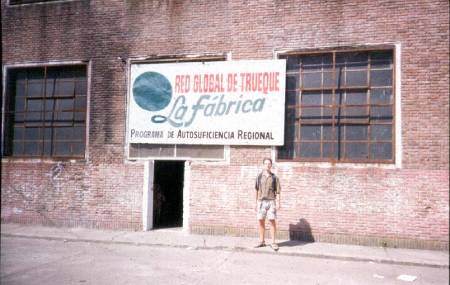 RED GLOBAL DE TRUEQUE
La Fábrica
PROGRAMA DE AUTOSUFICIENCIA REGIONAL